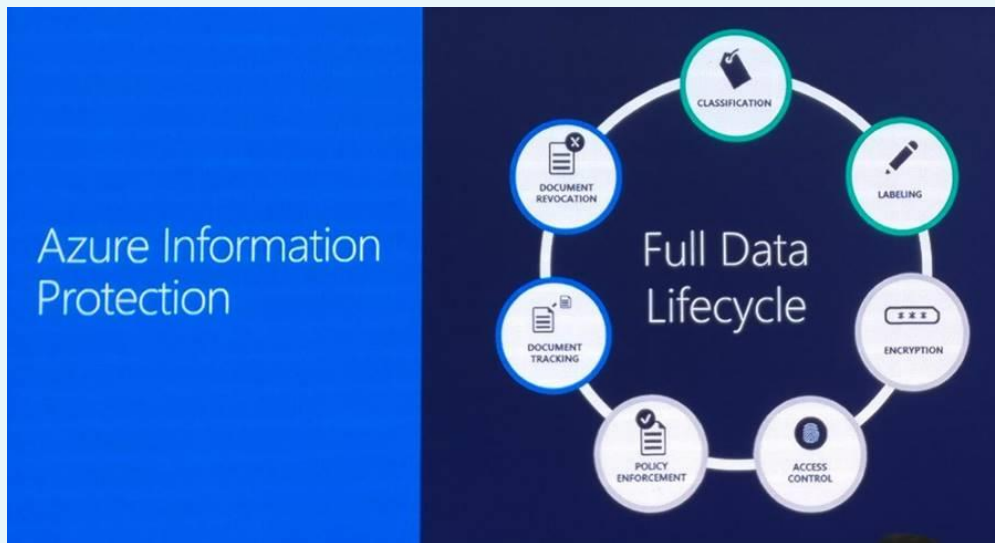 Azure Information
Protection
Full Data
Lifecycle
CLASSIFICATION
LABELING
* * *
ENCRYPTION
ACCESS
CONTROL
POLICY
ENFORCEMENT
DOCUMENT
TRACKING
DOCUMENT
REVOCATION